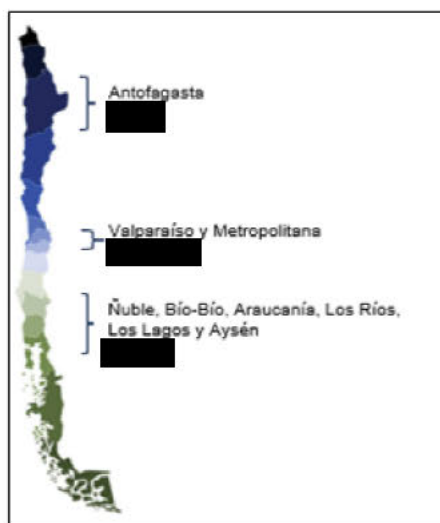 Antofagasta
Valparaíso y Metropolitana
Ñuble, Bío-Bío, Araucanía, Los Ríos,
Los Lagos y Aysén